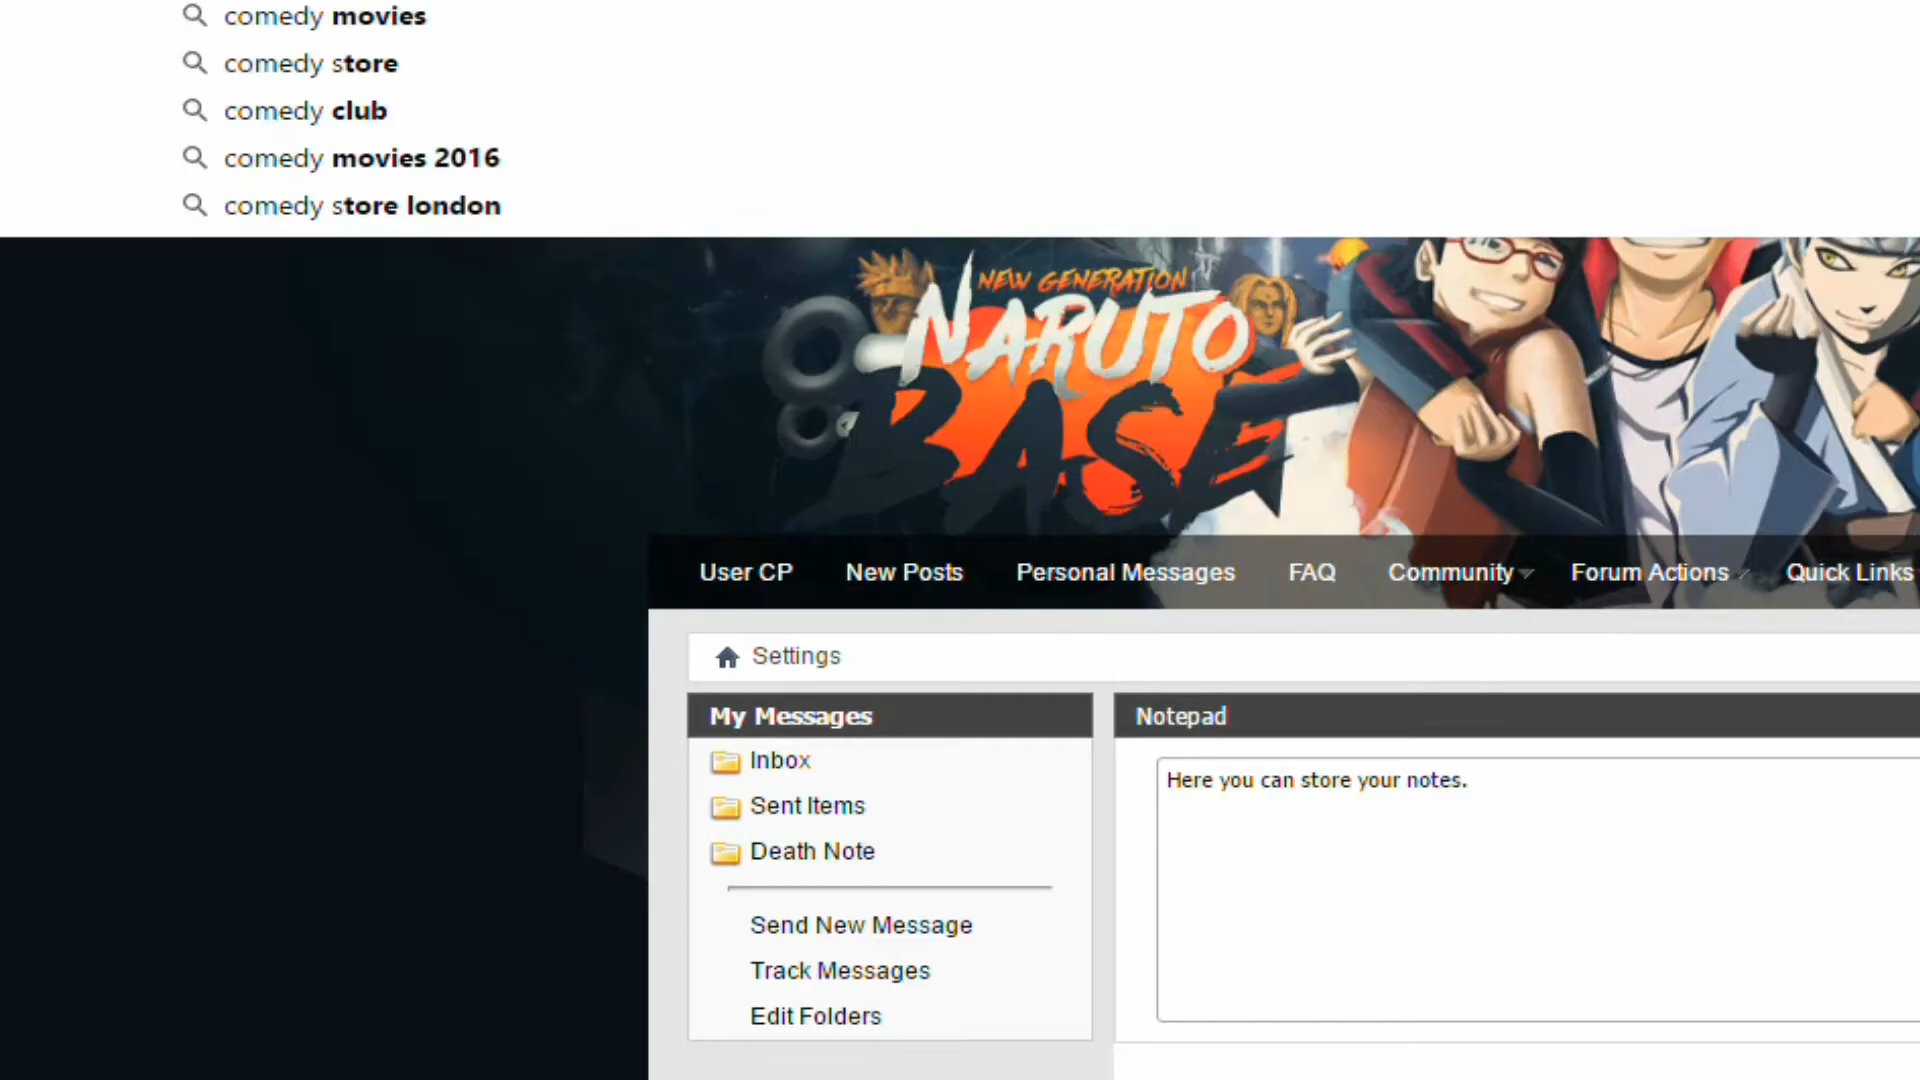 comedy movies
comedy store
comedy club
comedy movies 2016
comedy store london
NEW GENERATION
NARUTO
BASE
User CP New Posts Personal Messages FAQ Community Forum Actions Quick Links
Settings
My Messages
Inbox
Sent Items
Death Note
Send New Message
Track Messages
Edit Folders
Notepad
Here you can store your notes.